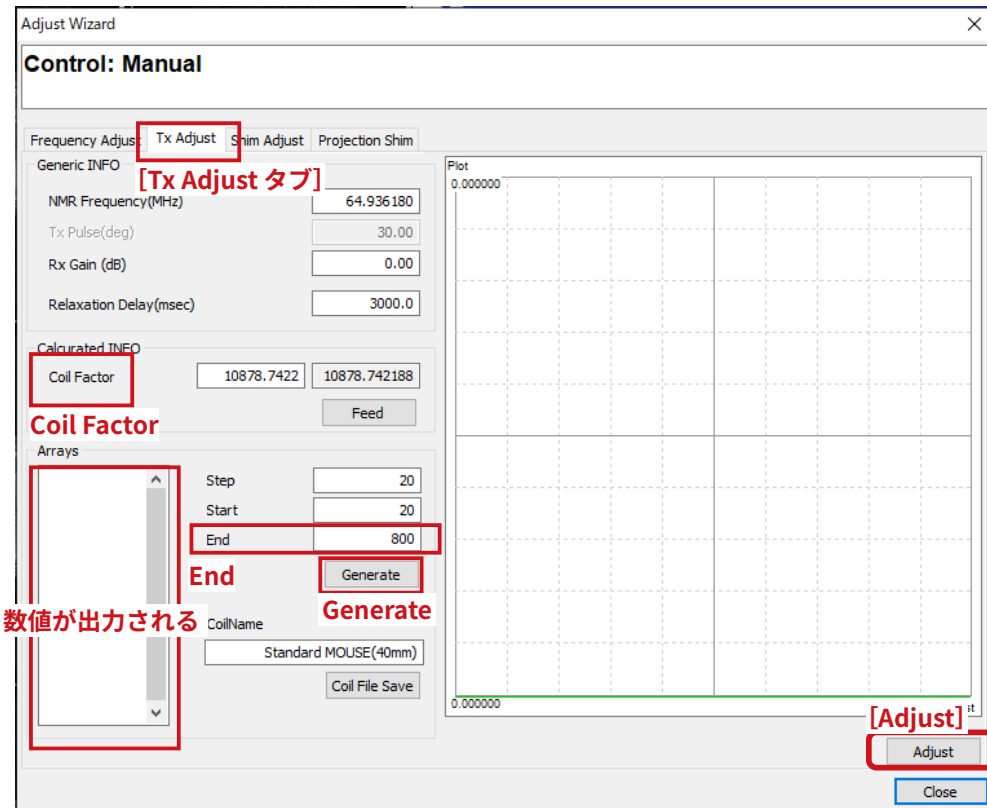 Adjust Wizard
Control: Manual
Frequency Adjust Tx Adjust Shim Adjust Projection Shim
Generic INFO
[Tx Adjust タブ]
NMR Frequency(MHz) 64.936180
Tx Pulse(deg) 30.00
Rx Gain (dB) 0.00
Relaxation Delay(msec) 3000.0
Calcurated INFO
Coil Factor 10878.7422 10878.742188
Feed
Coil Factor
Arrays
Step 20
Start 20
End 800
End
Generate
Generate
数値が出力される
CoilName
Standard MOUSE(40mm)
Coil File Save
Plot
0.000000
0.000000
[Adjust]
Adjust
Close